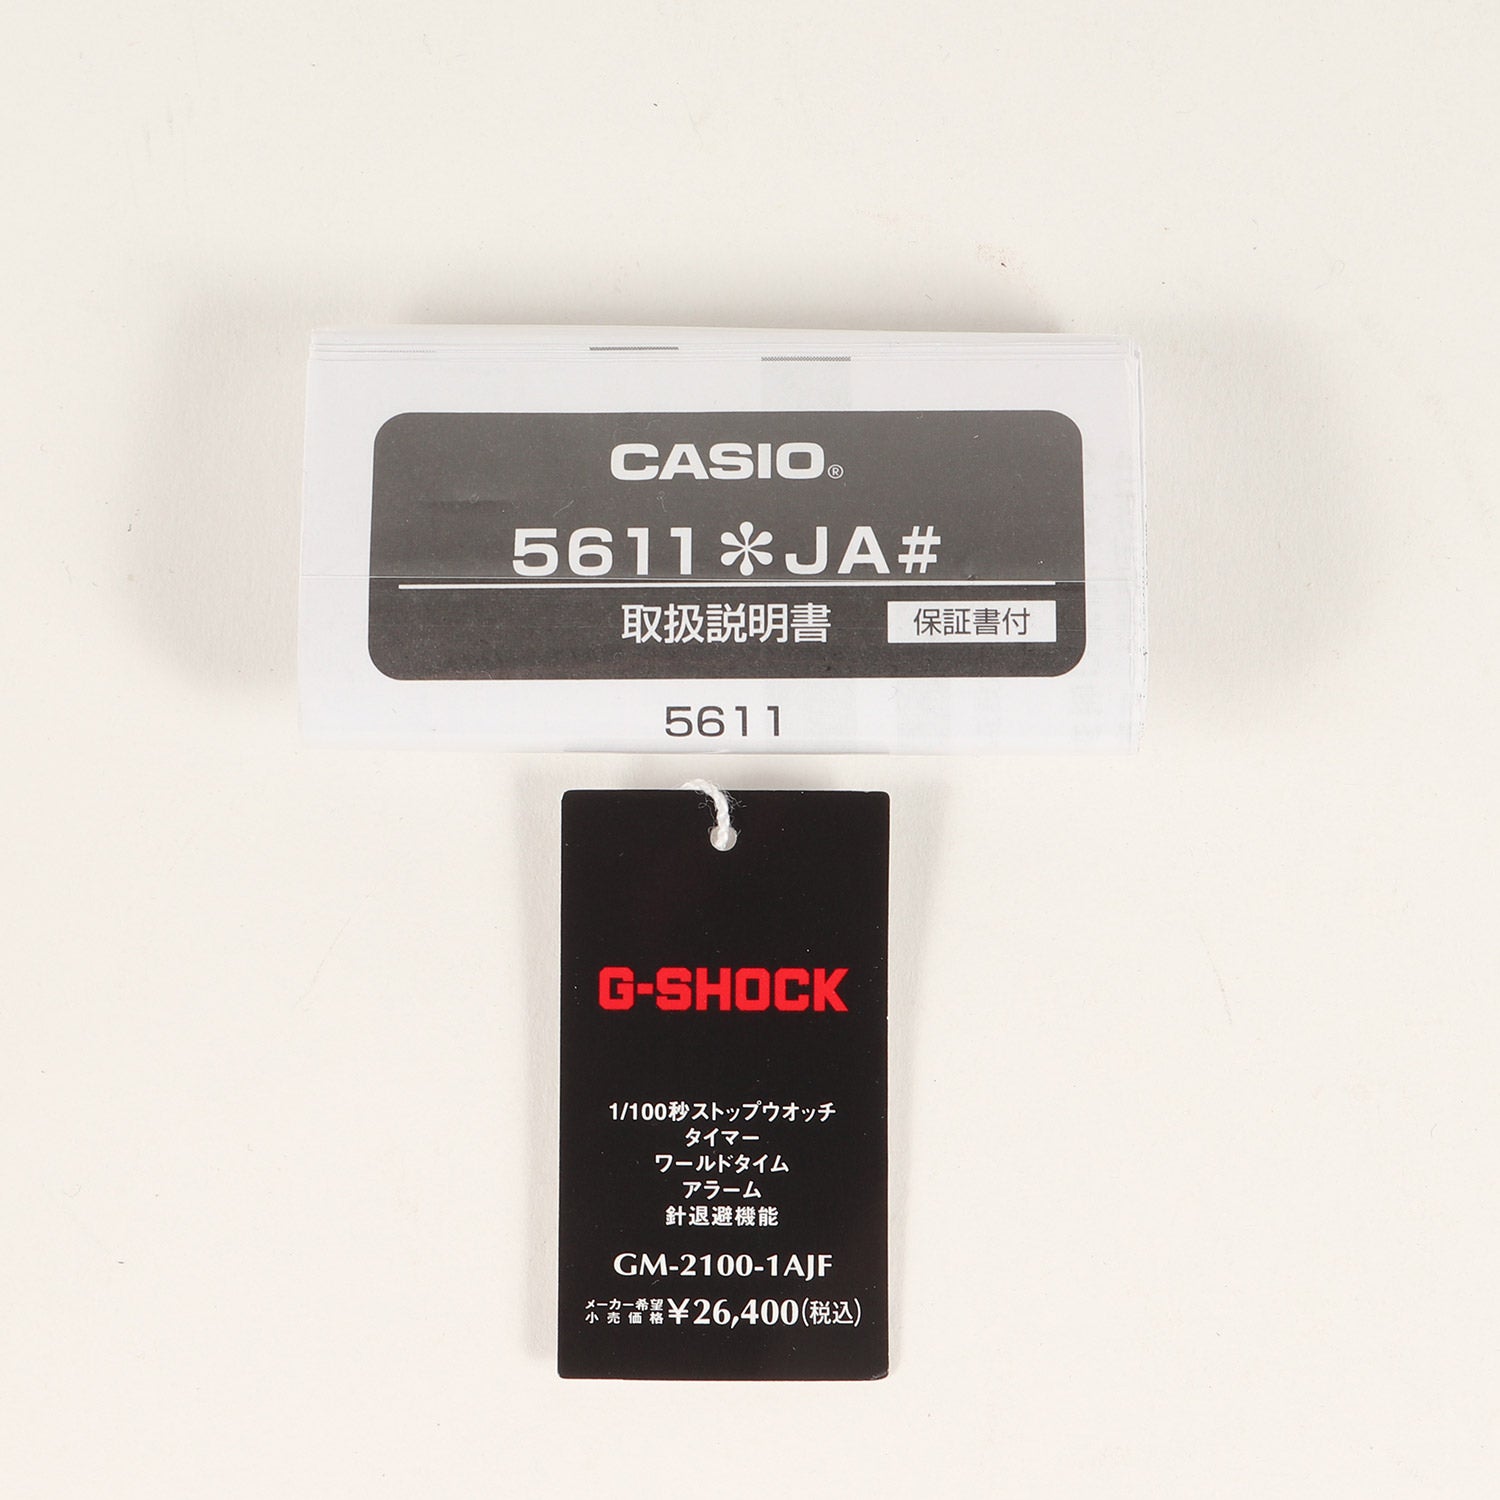 CASIO®
5611＊JA#
取扱説明書 保証書付
5611
G-SHOCK
1/100秒ストップウオッチ
タイマー
ワールドタイム
アラーム
針退避機能
GM-2100-1AJF
メーカー希望小売価格 ¥26,400(税込)